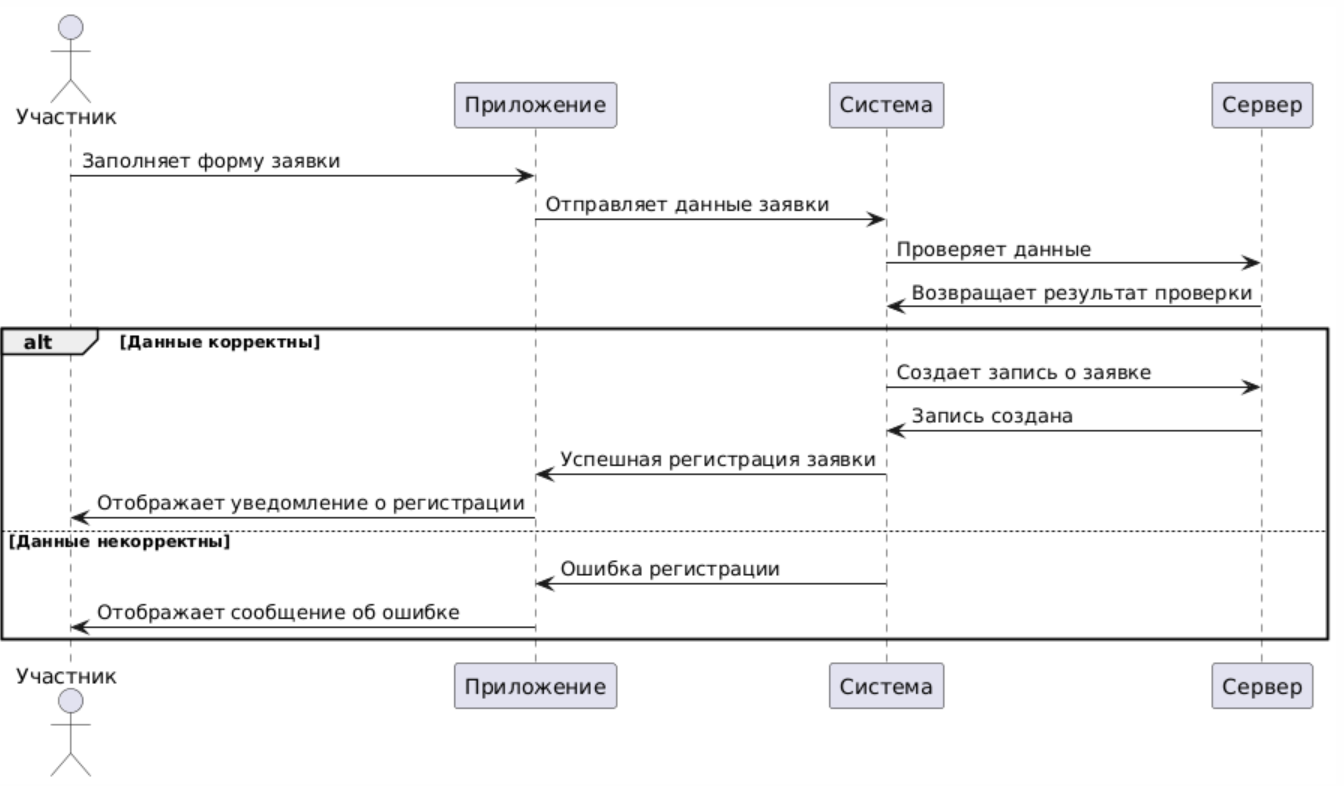 Участник
Приложение
Система
Сервер
Заполняет форму заявки
Отправляет данные заявки
Проверяет данные
Возвращает результат проверки
alt
[Данные корректны]
Создает запись о заявке
Запись создана
Успешная регистрация заявки
Отображает уведомление о регистрации
[Данные некорректны]
Ошибка регистрации
Отображает сообщение об ошибке
Участник
Приложение
Система
Сервер